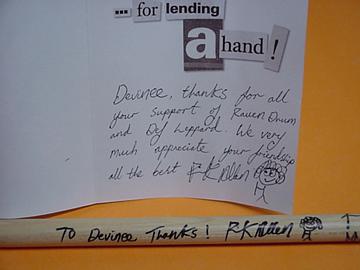 ... for lending
a hand!
Devinee, thanks for all
your support of Raven Drum
and Def Leppard. We very
much appreciate your friendship
all the best
To Devinee Thanks!